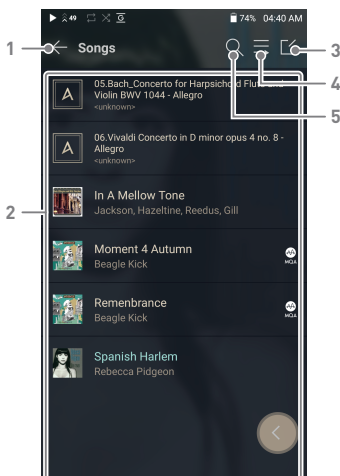 49 G 74% 04:40 AM
1 Songs 3
4
5
05.Bach_Concerto for Harpsichord Flute and
Violin BWV 1044 - Allegro
<unknown>
06.Vivaldi Concerto in D minor opus 4 no. 8 -
Allegro
<unknown>
2
In A Mellow Tone
Jackson, Hazeltine, Reedus, Gill
Moment 4 Autumn
Beagle Kick
MQA
Remenbrance
Beagle Kick
MQA
Spanish Harlem
Rebecca Pidgeon